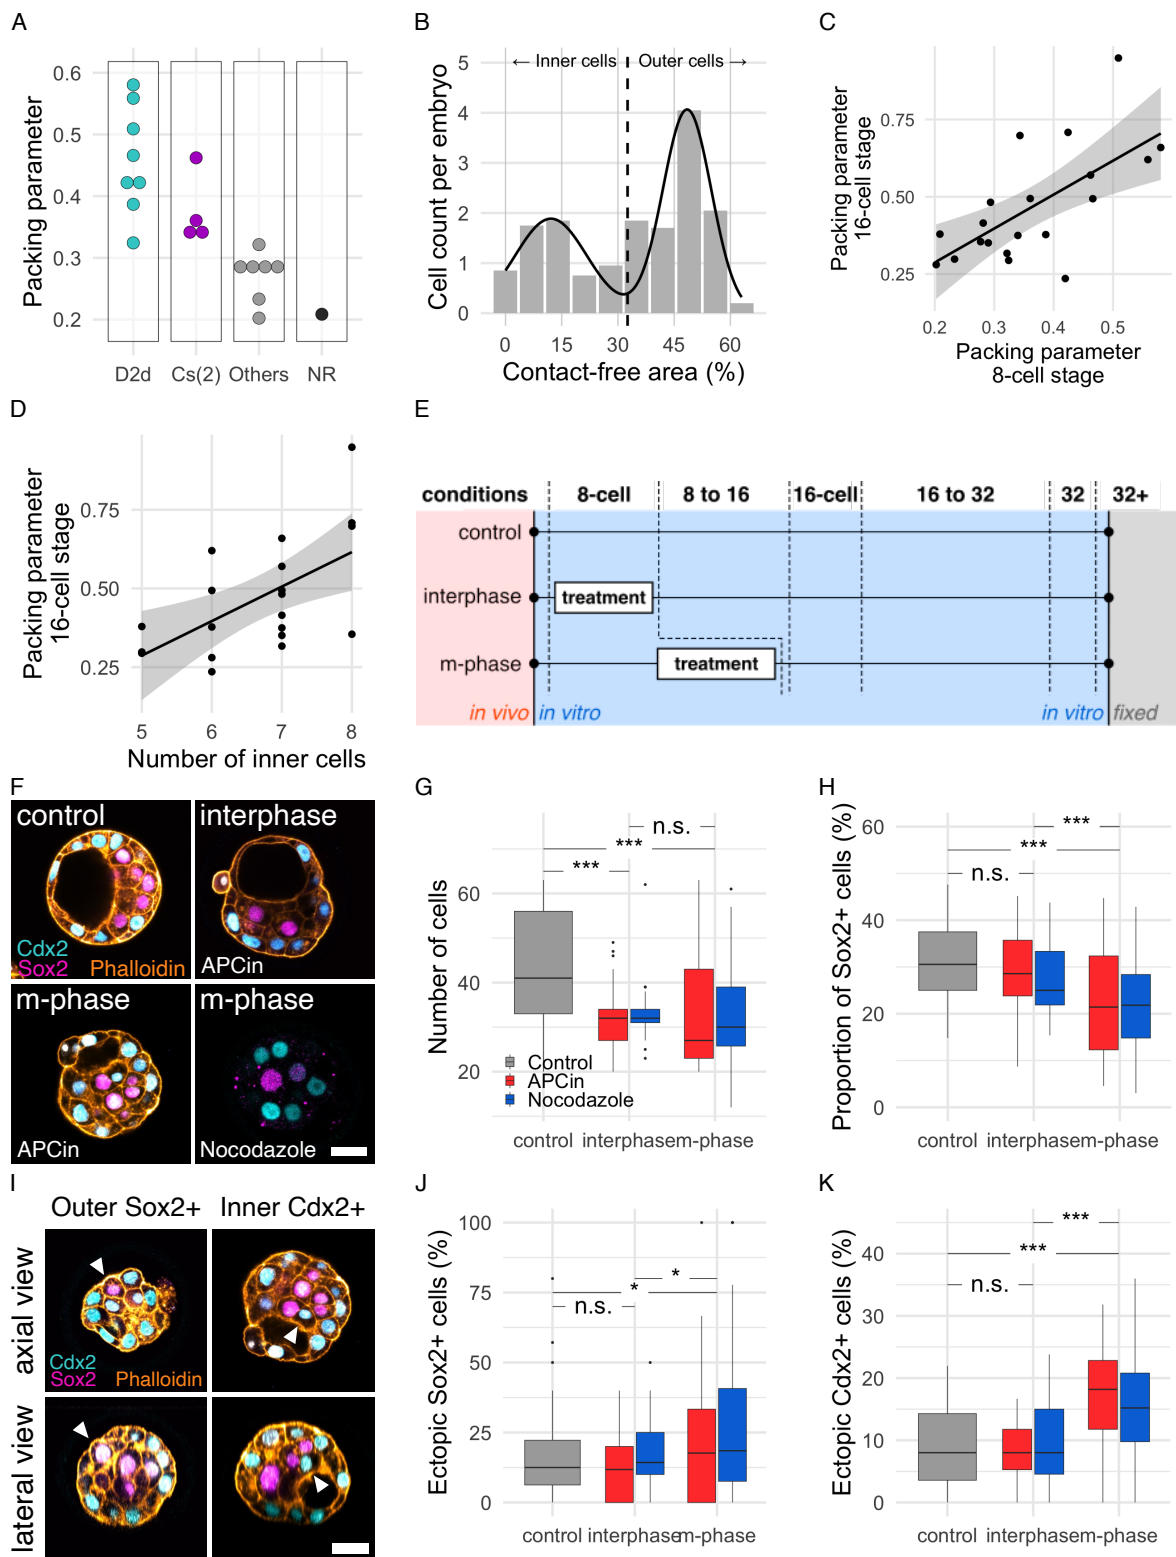 A
Packing parameter
0.6
0.5
0.4
0.3
0.2
D2d Cs(2) Others NR
B
Cell count per embryo
5
4
3
2
1
0
← Inner cells Outer cells →
0 15 30 45 60
Contact-free area (%)
C
Packing parameter
16-cell stage
0.75
0.50
0.25
0.2 0.3 0.4 0.5
Packing parameter
8-cell stage
D
Packing parameter
16-cell stage
0.75
0.50
0.25
5 6 7 8
Number of inner cells
E
conditions 8-cell 8 to 16 16-cell 16 to 32 32 32+
control
interphase treatment
m-phase treatment
in vivo in vitro in vitro fixed
F
control
Cdx2
Sox2 Phalloidin
interphase
APCin
m-phase
APCin
m-phase
Nocodazole
G
Number of cells
60
40
20
n.s.
***
***
Control
APCin
Nocodazole
control interphase m-phase
H
Proportion of Sox2+ cells (%)
60
40
20
0
***
***
n.s.
control interphase m-phase
I
Outer Sox2+ Inner Cdx2+
axial view
Cdx2
Sox2 Phalloidin
lateral view
J
Ectopic Sox2+ cells (%)
100
75
50
25
0
*
*
n.s.
control interphase m-phase
K
Ectopic Cdx2+ cells (%)
40
30
20
10
0
***
***
n.s.
control interphase m-phase